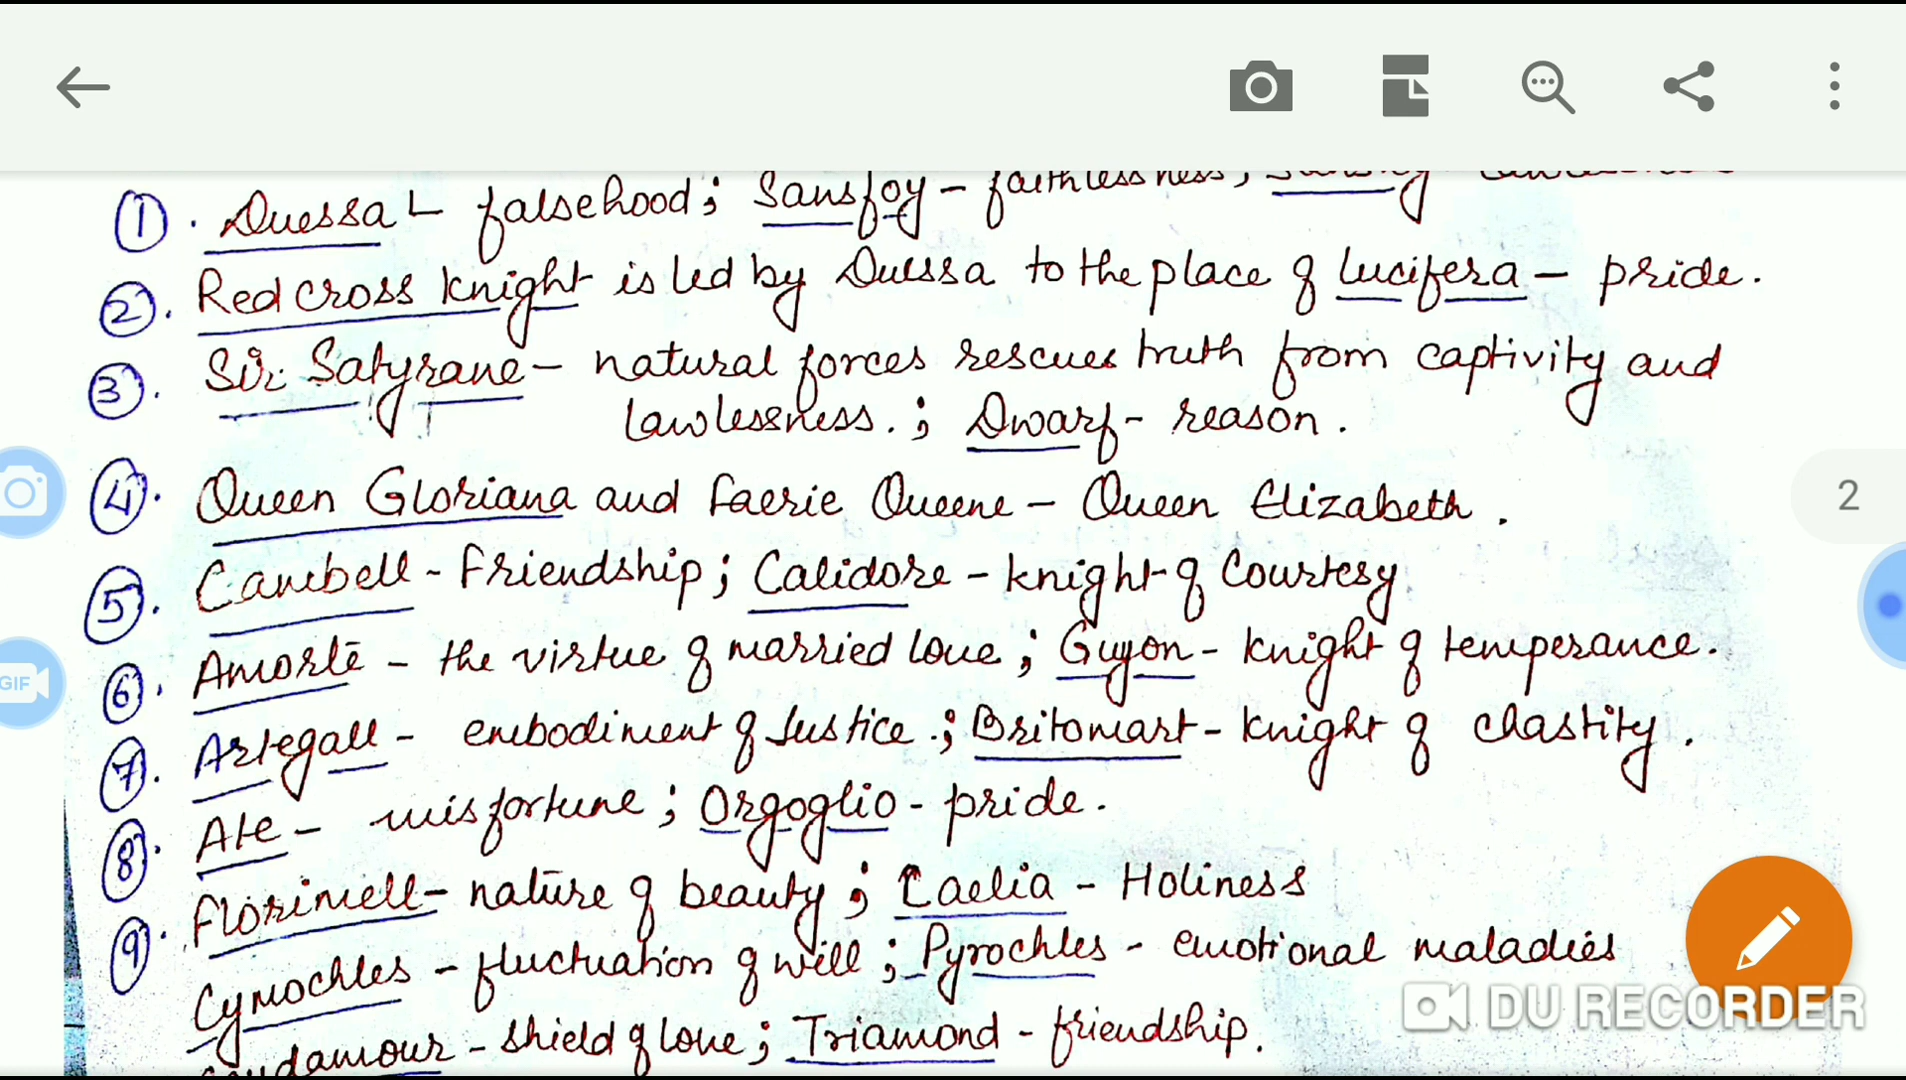 ① . Duessa - falsehood; Sansfoy - faithlessness;
② . Redcross knight is led by Duessa to the place of Lucifera - pride.
③ . Sir Satyrane - natural forces rescues truth from captivity and
lawlessness. ; Dwarf - reason.
2
④ . Queen Gloriana and Faerie Queene - Queen Elizabeth.
⑤ . Cambell - Friendship; Calidore - knight of Courtesy
⑥ . Amorte - the virtue of married love; Guyon - knight of temperance.
GIF
⑦ . Artegall - embodiment of Justice .; Britomart - knight of chastity.
⑧ . Ate - misfortune; Orgoglio - pride.
⑨ . Florimell - nature of beauty; Caelia - Holiness
Cymochles - fluctuation of will; Pyrochles - emotional maladies
DU RECORDER
- shield of love; Triamond - friendship.